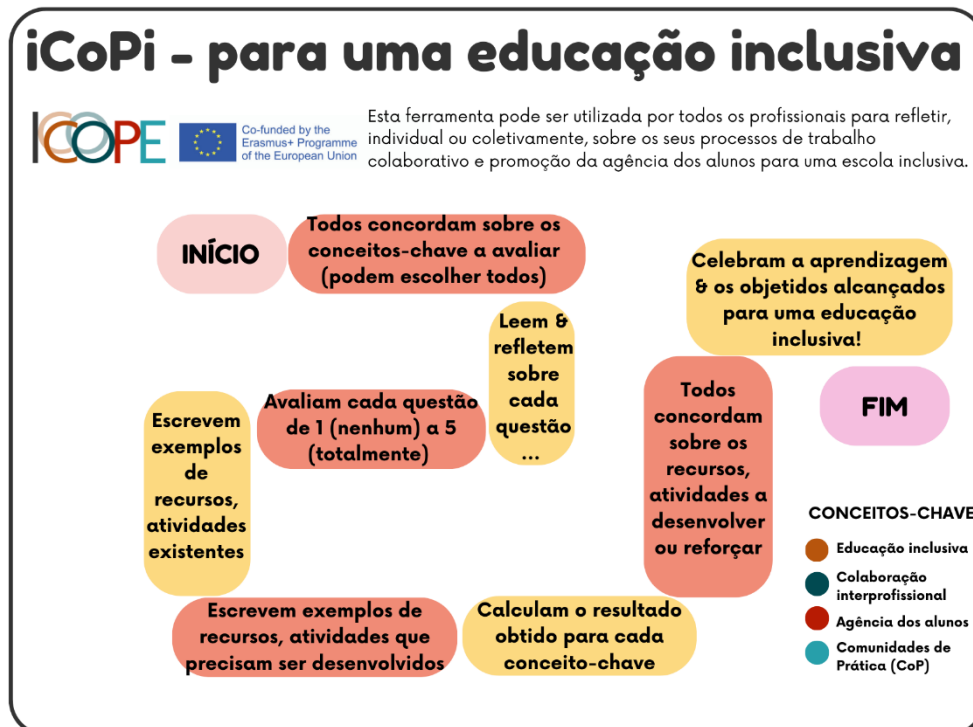 iCoPi - para uma educação inclusiva
ICOPE
Co-funded by the
Erasmus+ Programme
of the European Union
Esta ferramenta pode ser utilizada por todos os profissionais para refletir,
individual ou coletivamente, sobre os seus processos de trabalho
colaborativo e promoção da agência dos alunos para uma escola inclusiva.
INÍCIO
Todos concordam sobre os
conceitos-chave a avaliar
(podem escolher todos)
Leem &
refletem
sobre
cada
questão
...
Avaliam cada questão
de 1 (nenhum) a 5
(totalmente)
Escrevem
exemplos
de
recursos,
atividades
existentes
Escrevem exemplos de
recursos, atividades que
precisam ser desenvolvidos
Calculam o resultado
obtido para cada
conceito-chave
Todos
concordam
sobre os
recursos,
atividades a
desenvolver
ou reforçar
Celebram a aprendizagem
& os objetidos alcançados
para uma educação
inclusiva!
FIM
CONCEITOS-CHAVE
Educação inclusiva
Colaboração
interprofissional
Agência dos alunos
Comunidades de
Prática (CoP)